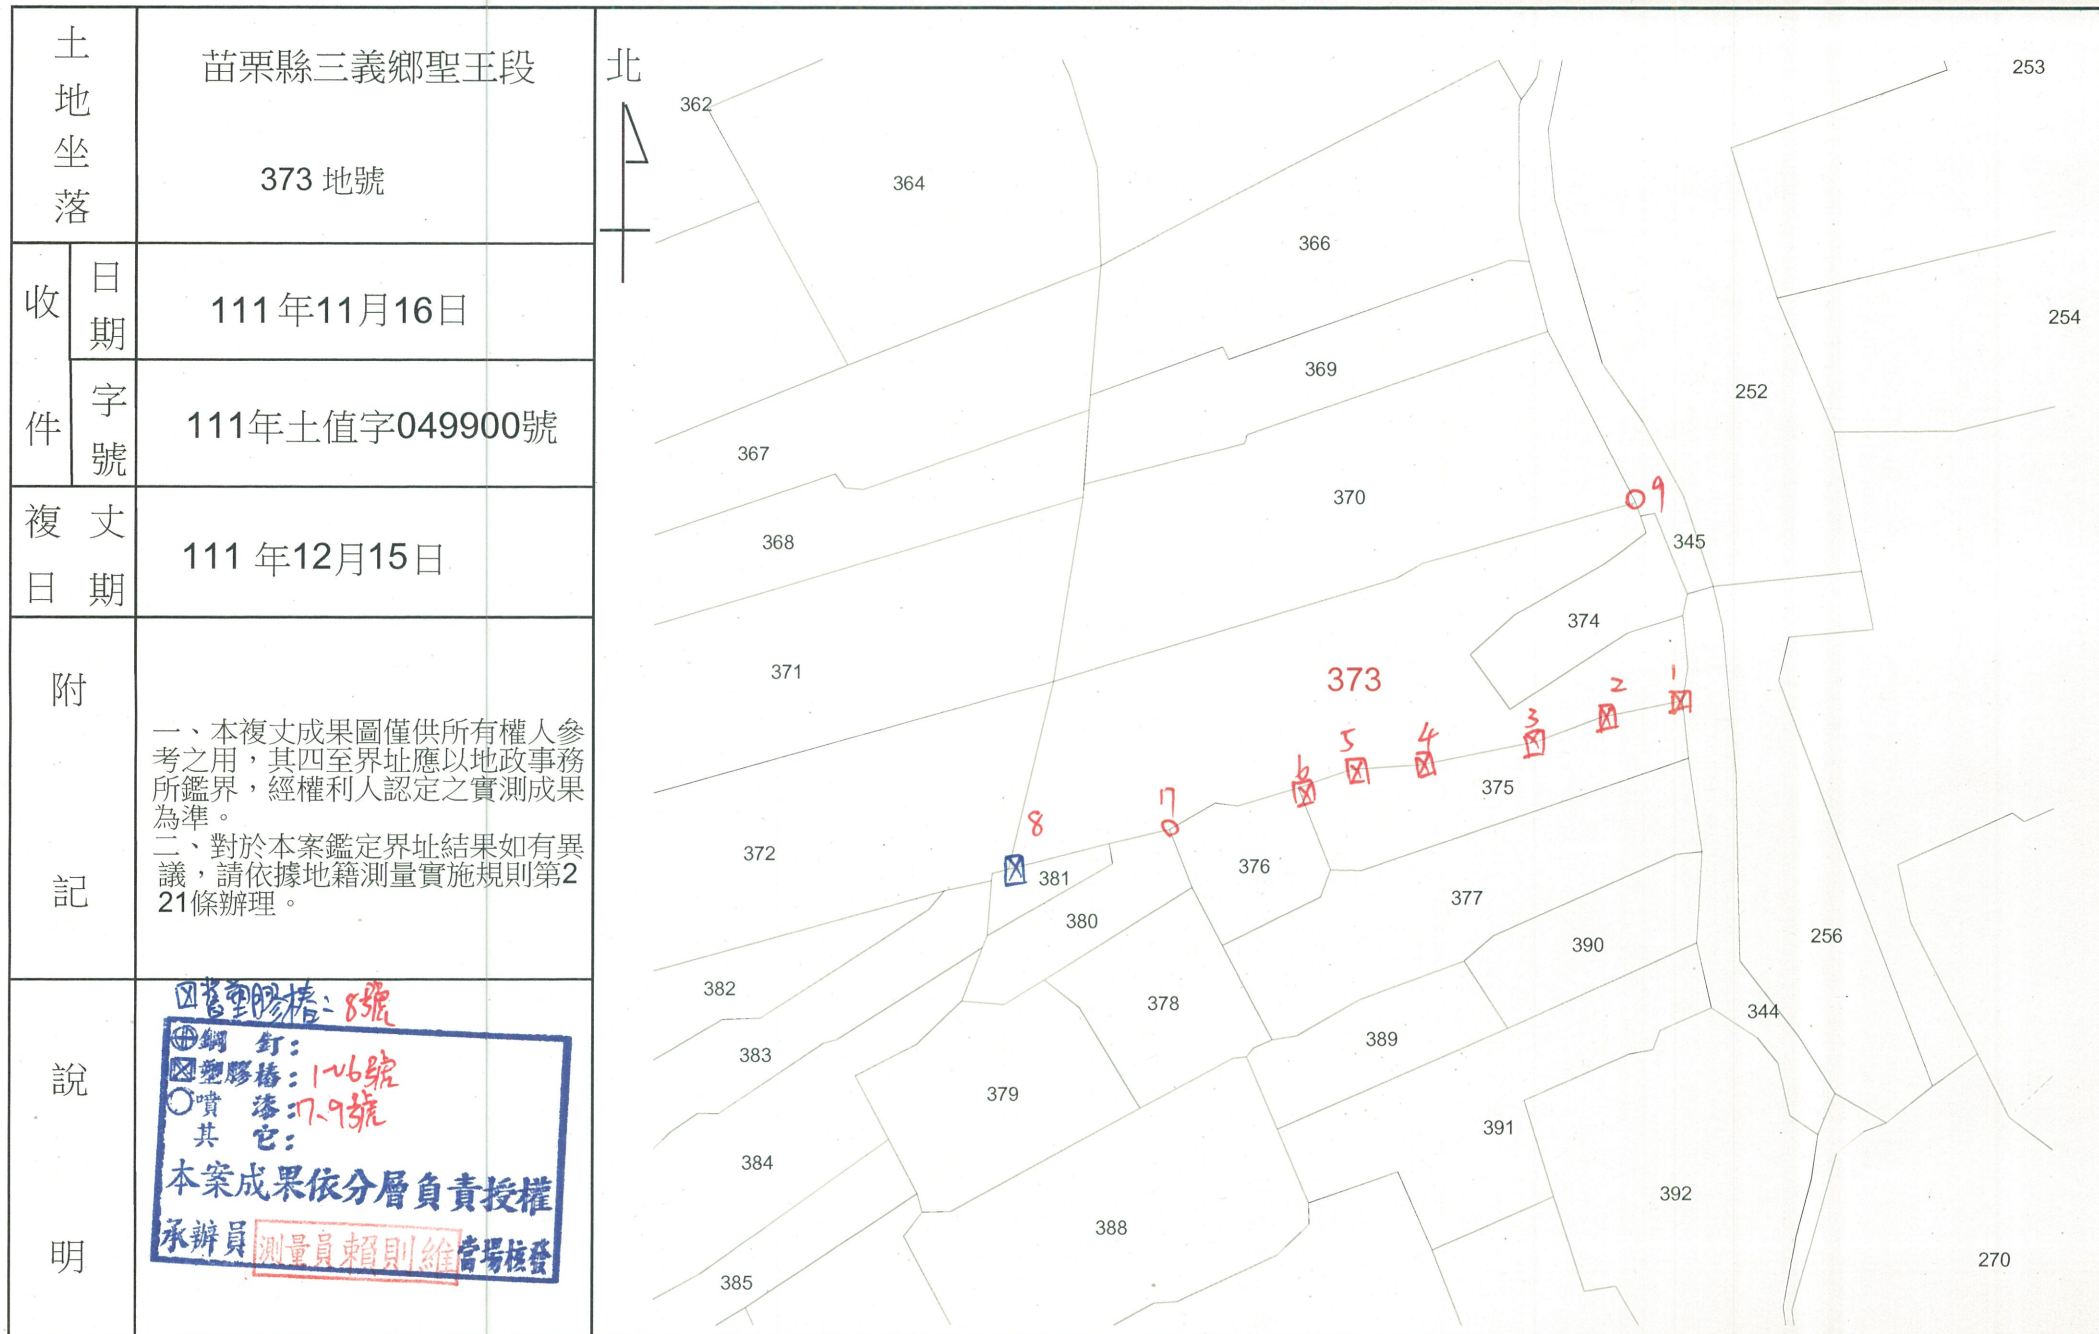 土地坐落
苗栗縣三義鄉聖王段
373 地號
收件
日期
111 年11月16日
字號
111年土值字049900號
複丈日期
111 年12月15日
附記
一、本複丈成果圖僅供所有權人參
考之用，其四至界址應以地政事務
所鑑界，經權利人認定之實測成果
為準。
二、對於本案鑑定界址結果如有異
議，請依據地籍測量實施規則第2
21條辦理。
說明
舊塑膠樁：8號
鋼釘：
塑膠樁：1~6號
噴漆：7、9號
其它：
本案成果依分層負責授權
承辦員 測量員賴則維 當場核發
北
253
362
364
366
254
369
252
367
370
9
368
345
374
371
373
1
2
3
4
5
6
375
7
8
372
376
381
377
380
390
256
382
378
344
383
389
379
391
384
392
388
270
385